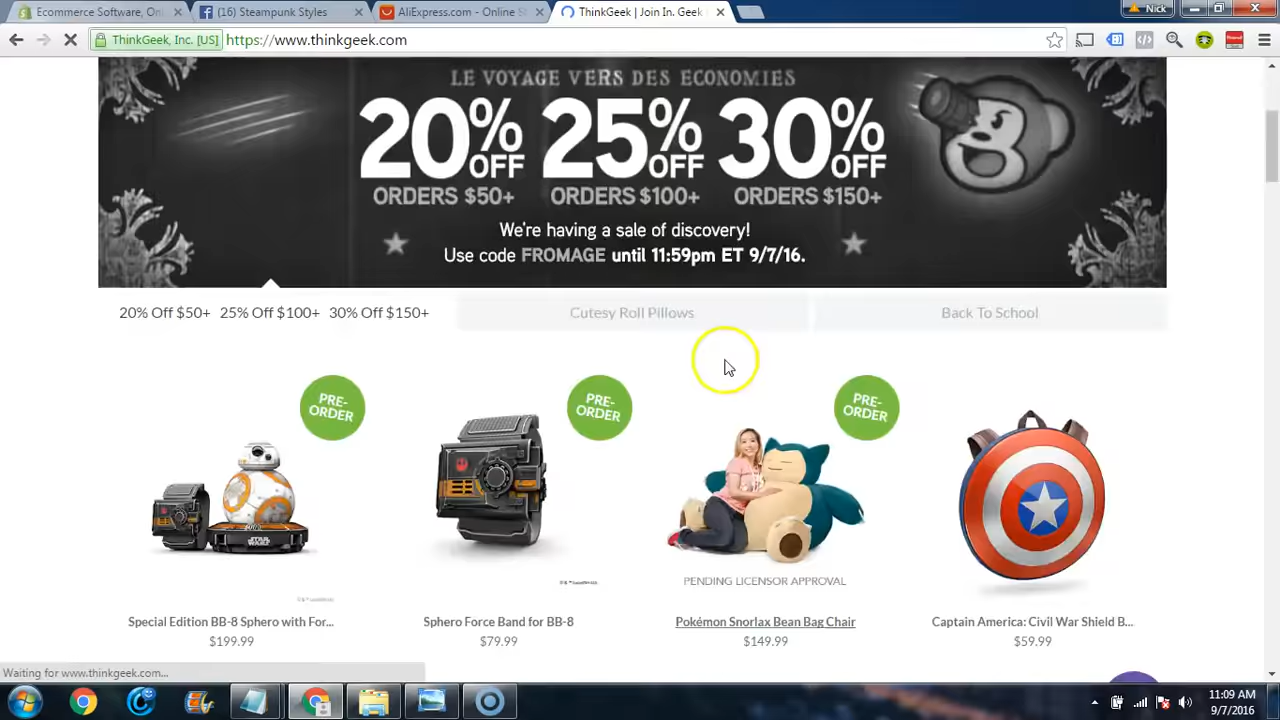 Ecommerce Software, Onl
(16) Steampunk Styles
AliExpress.com - Online S
ThinkGeek | Join In. Geek
Nick
ThinkGeek, Inc. [US]
https://www.thinkgeek.com
LE VOYAGE VERS DES ECONOMIES
20% OFF 25% OFF 30% OFF
ORDERS $50+ ORDERS $100+ ORDERS $150+
We're having a sale of discovery!
Use code FROMAGE until 11:59pm ET 9/7/16.
20% Off $50+ 25% Off $100+ 30% Off $150+
Cutesy Roll Pillows
Back To School
PRE-
ORDER
PRE-
ORDER
PRE-
ORDER
STAR WARS
PENDING LICENSOR APPROVAL
Special Edition BB-8 Sphero with For...
Sphero Force Band for BB-8
Pokémon Snorlax Bean Bag Chair
Captain America: Civil War Shield B...
$199.99
$79.99
$149.99
$59.99
Waiting for www.thinkgeek.com...
11:09 AM
9/7/2016